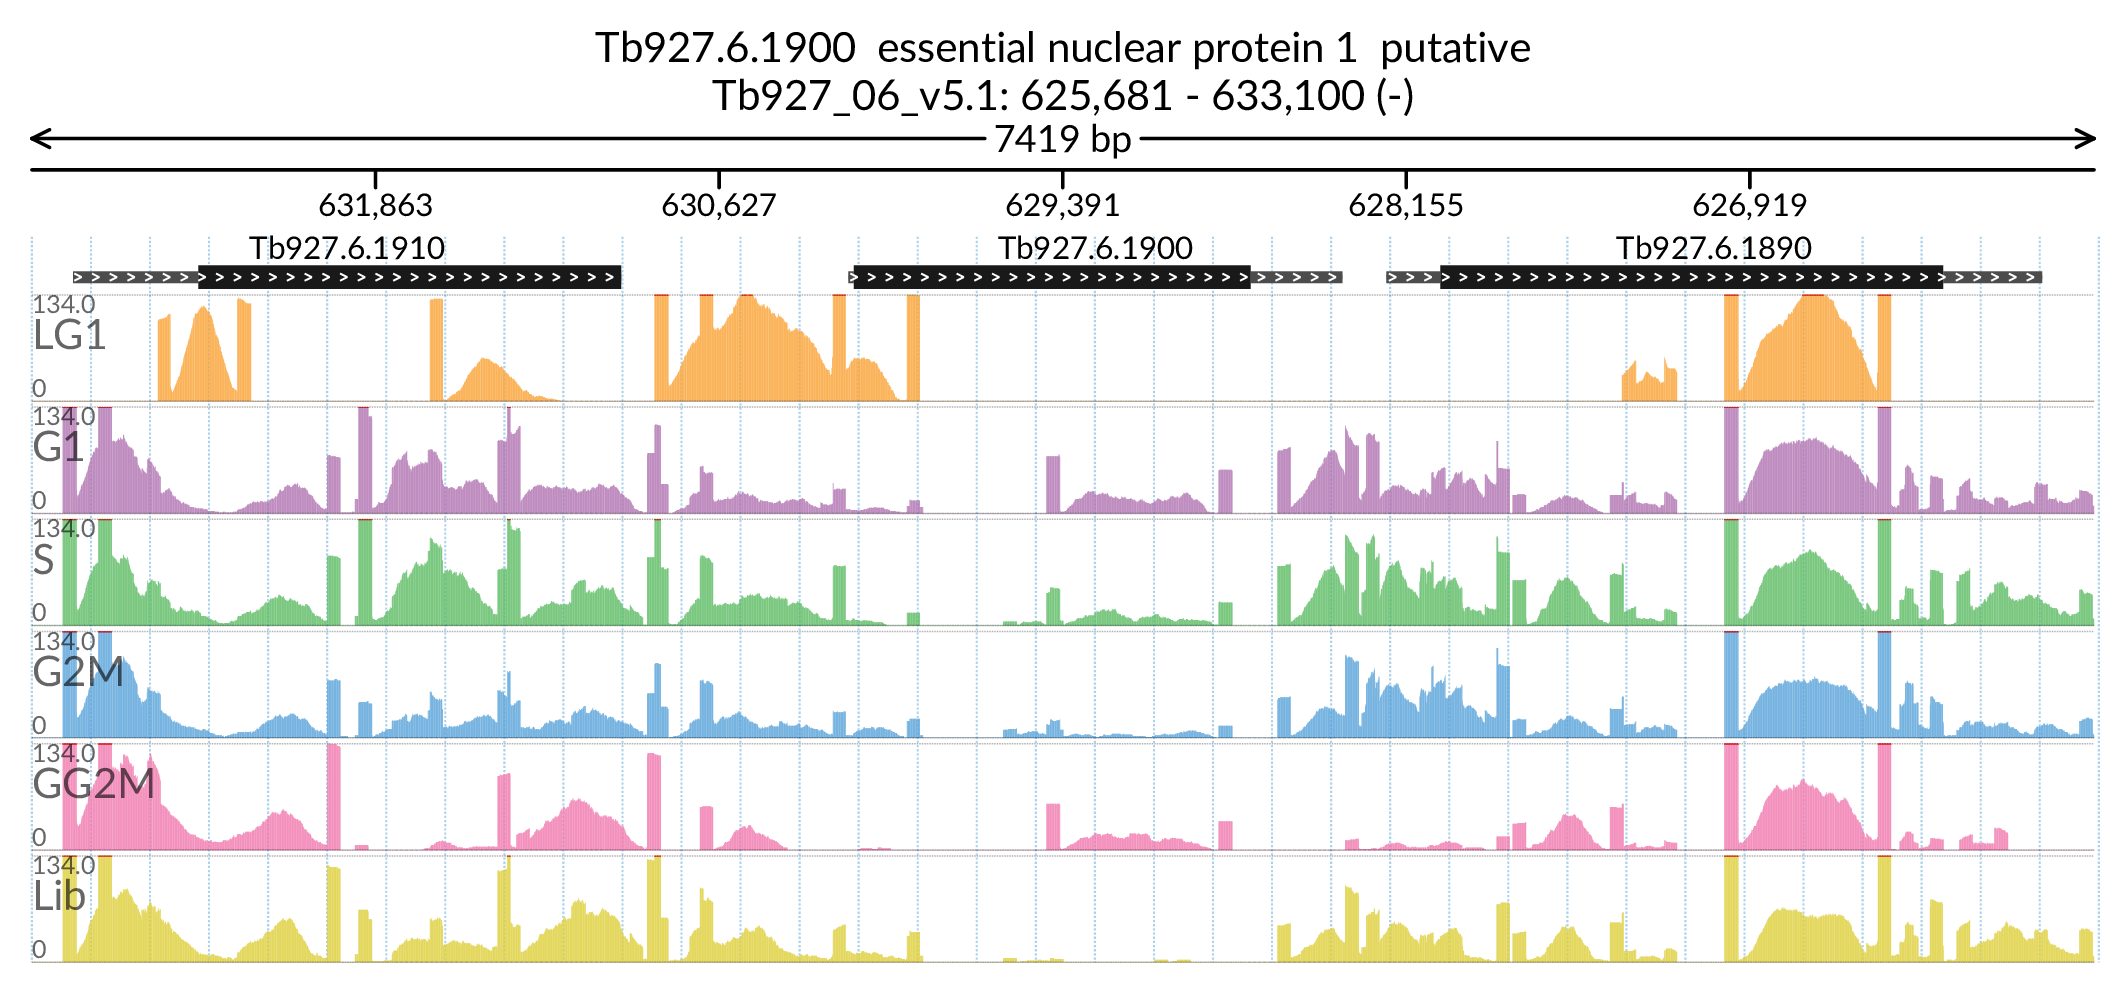 Tb927.6.1900  essential nuclear protein 1  putative
Tb927_06_v5.1: 625,681 - 633,100 (-)
7419 bp
631,863 630,627 629,391 628,155 626,919
Tb927.6.1910 Tb927.6.1900 Tb927.6.1890
134.0
LG1
0
134.0
G1
0
134.0
S
0
134.0
G2M
0
134.0
GG2M
0
134.0
Lib
0